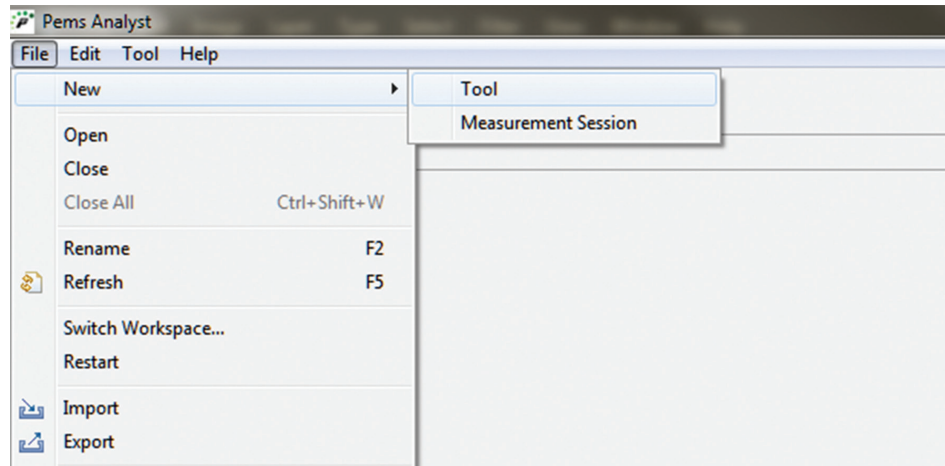 Pems Analyst
File Edit Tool Help
New Tool
Measurement Session
Open
Close
Close All Ctrl+Shift+W
Rename F2
Refresh F5
Switch Workspace...
Restart
Import
Export